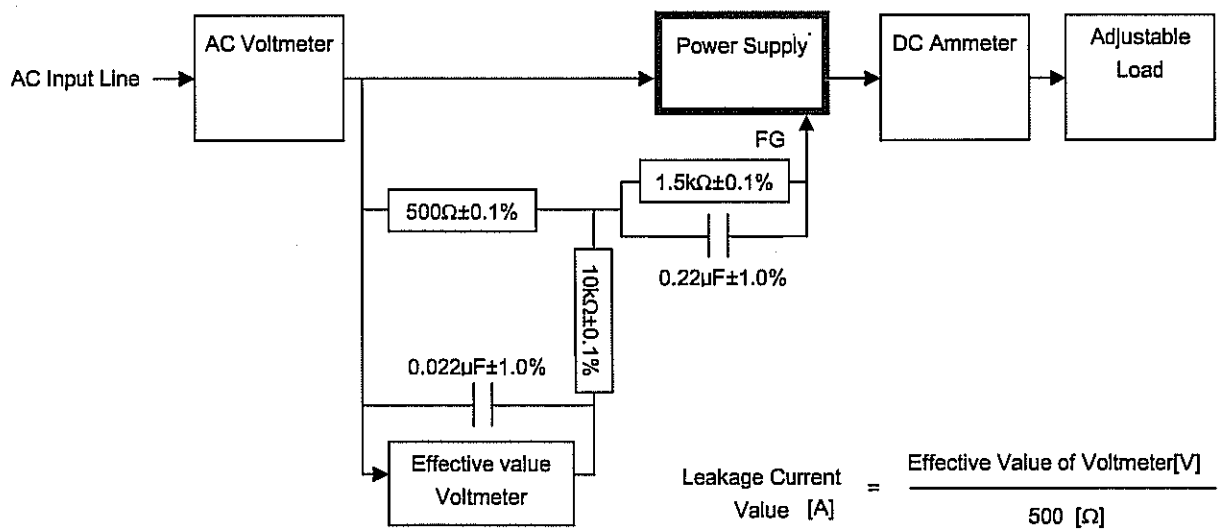 AC Voltmeter
Power Supply
DC Ammeter
Adjustable
Load
AC Input Line
FG
1.5kΩ±0.1%
500Ω±0.1%
0.22μF±1.0%
10kΩ±0.1%
0.022μF±1.0%
Effective value
Voltmeter
Leakage Current
Value [A]
=
Effective Value of Voltmeter[V]
500 [Ω]